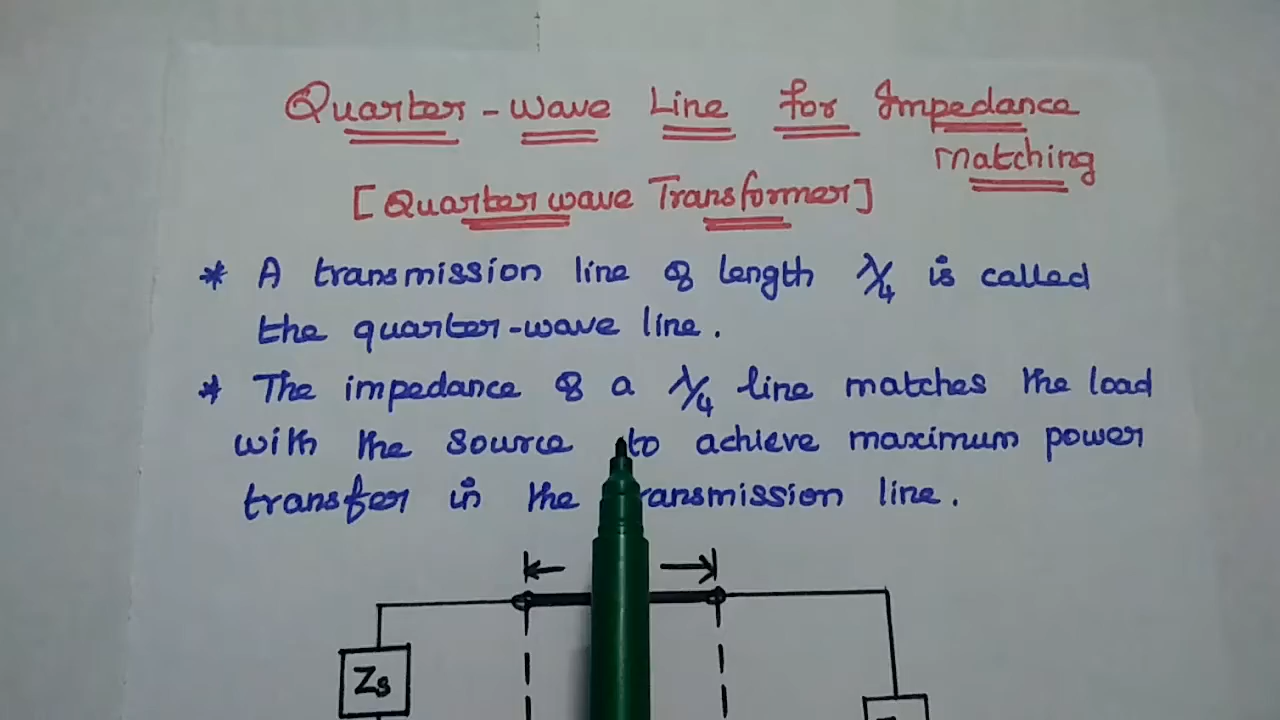 Quarter-wave Line for Impedance
matching
[Quarter wave Transformer]
* A transmission line of length λ/4 is called
the quarter-wave line.
* The impedance of a λ/4 line matches the load
with the source to achieve maximum power
transfer in the transmission line.
Zs